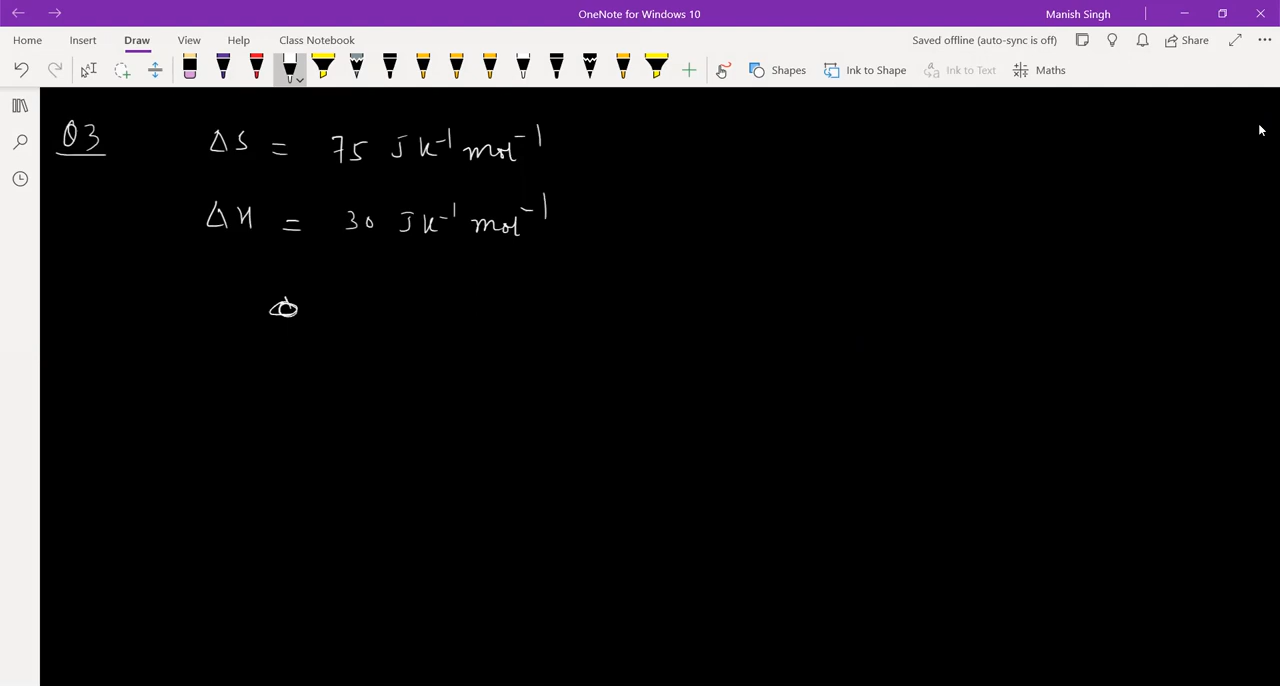 OneNote for Windows 10
Manish Singh
Home Insert Draw View Help Class Notebook
Saved offline (auto-sync is off) Share
Shapes Ink to Shape Ink to Text Maths
Q3 ΔS = 75 J K⁻¹ mol⁻¹
ΔH = 30 J K⁻¹ mol⁻¹